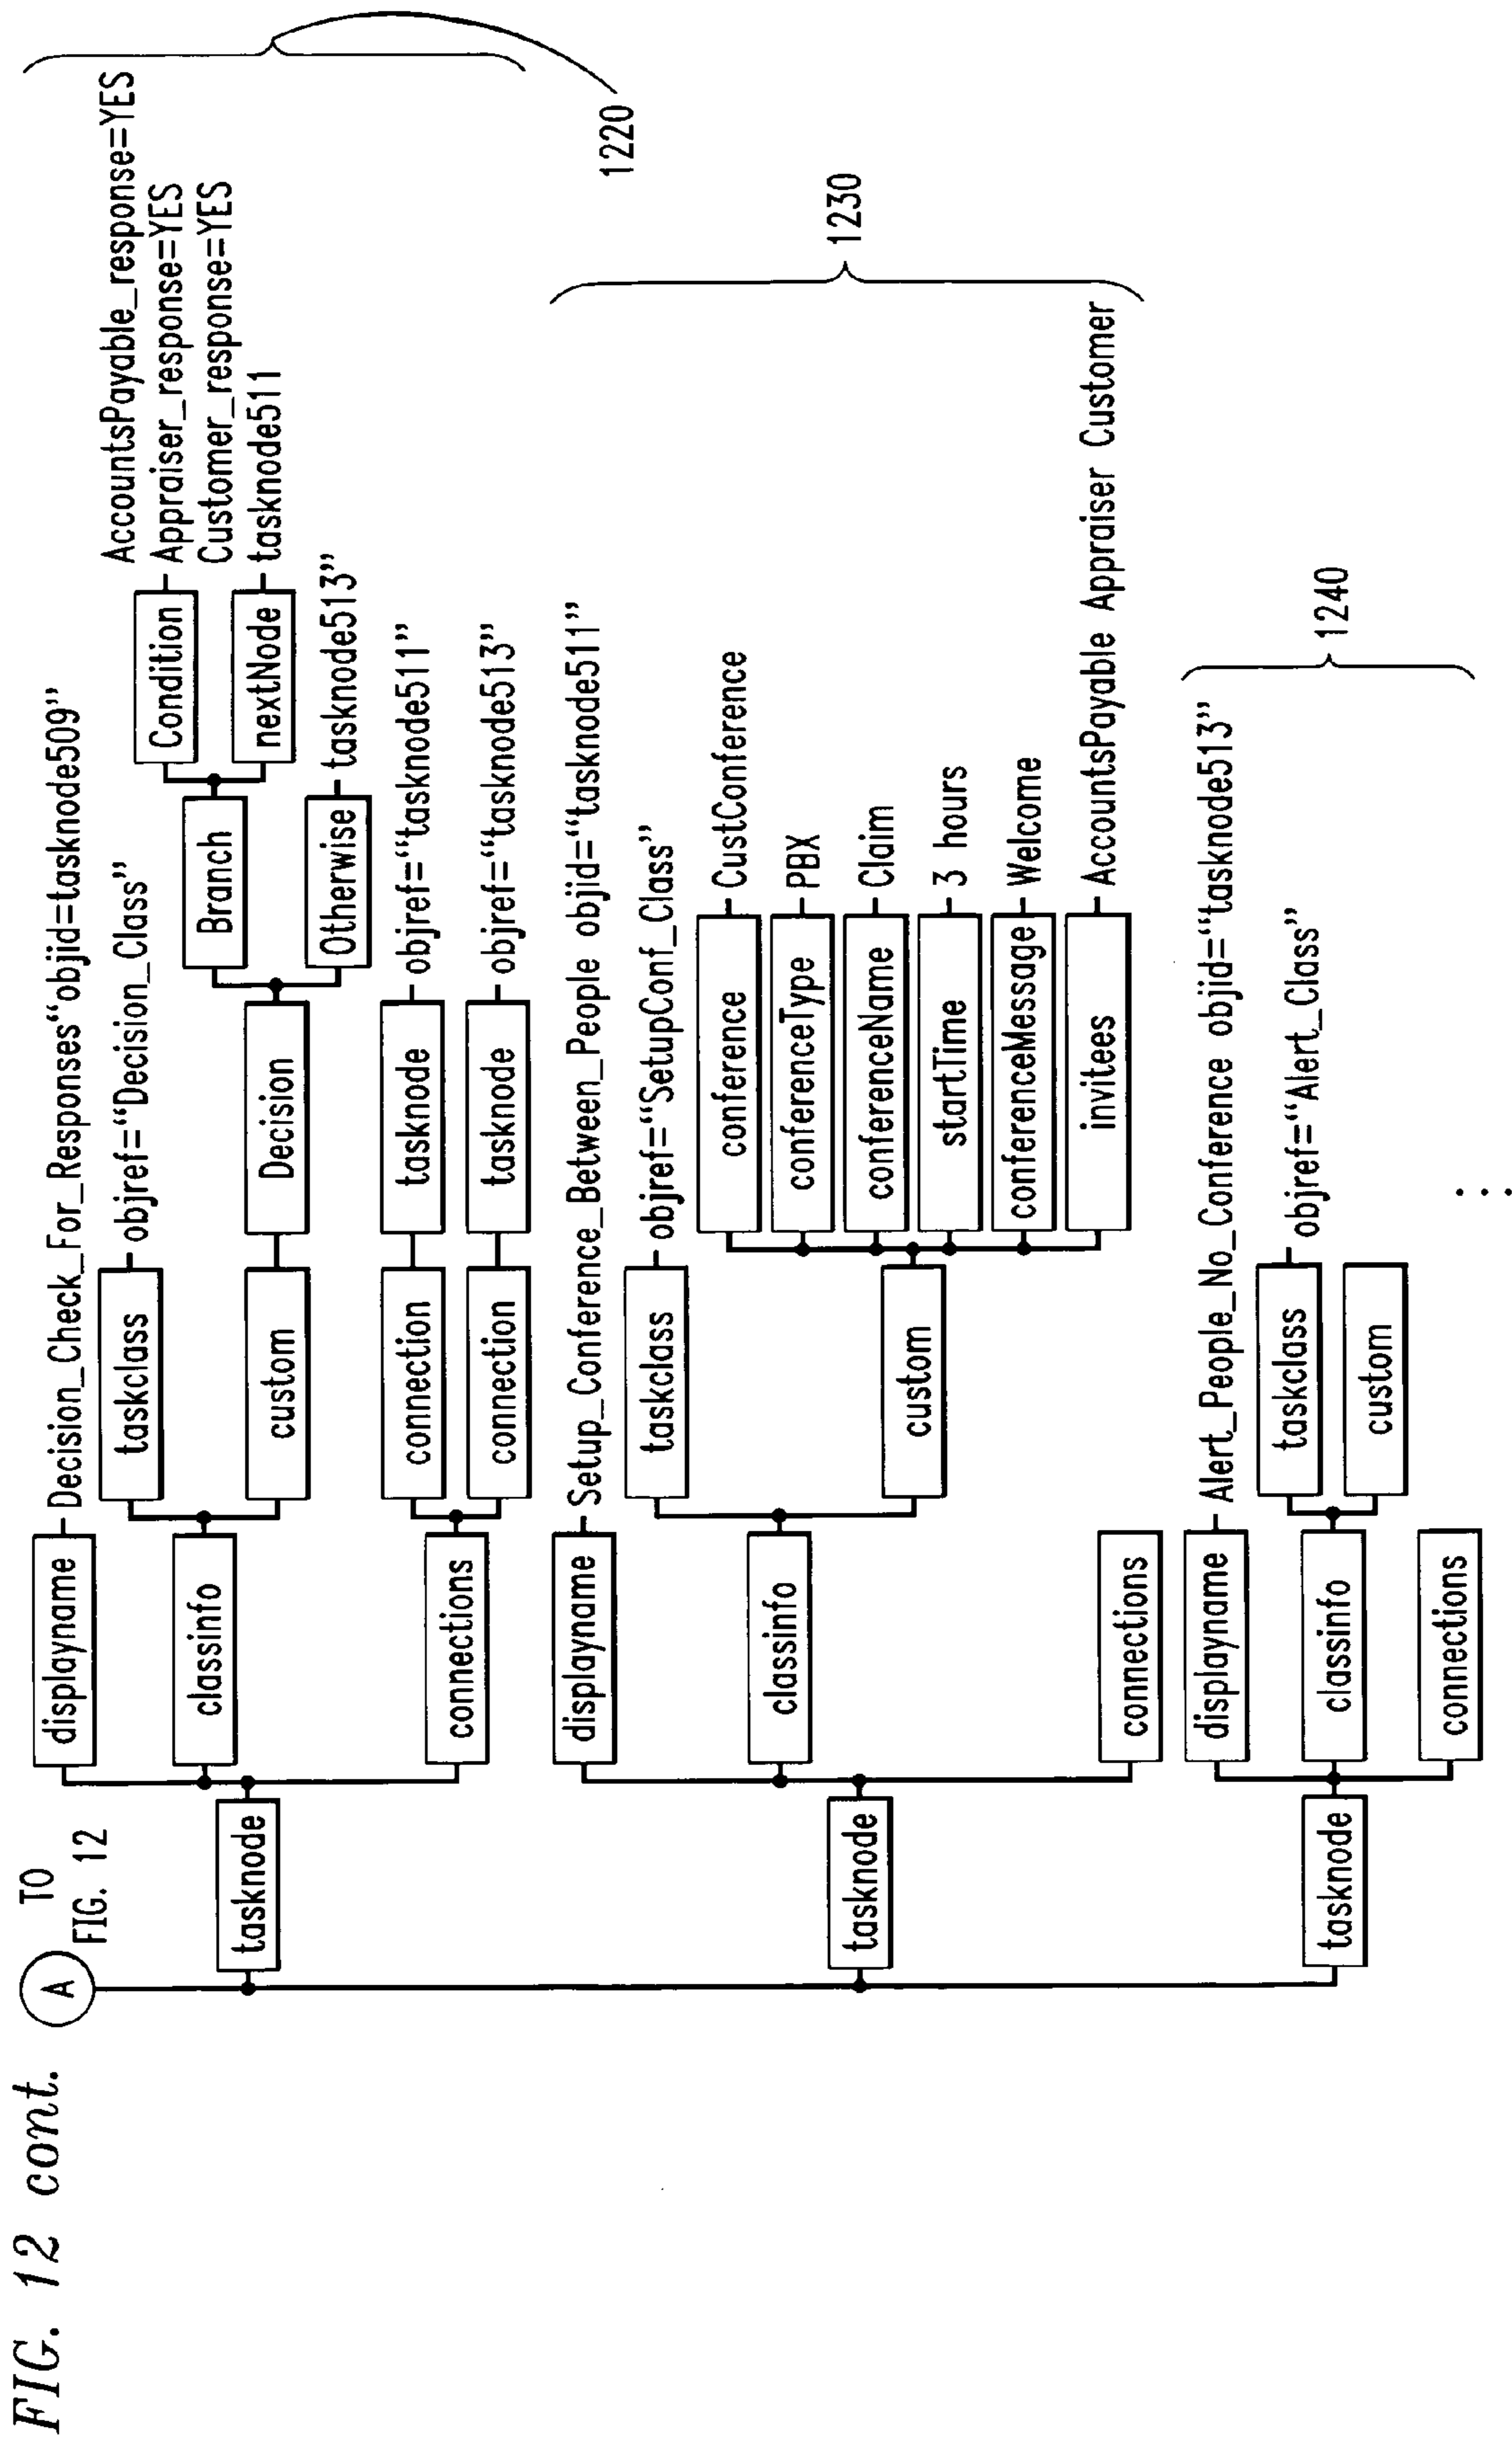 FIG. 12 cont.
A
TO
FIG. 12
tasknode
displayname
Decision_Check_For_Responses“objid=tasknode509”
classinfo
taskclass
objref=“Decision_Class”
custom
Decision
Branch
Condition
AccountsPayable_response=YES
Appraiser_response=YES
Customer_response=YES
nextNode
tasknode511
Otherwise
tasknode513”
connections
connection
tasknode
objref=“tasknode511”
connection
tasknode
objref=“tasknode513”
1220
tasknode
displayname
Setup_Conference_Between_People objid=“tasknode511”
classinfo
taskclass
objref=“SetupConf_Class”
custom
conference
CustConference
conferenceType
PBX
conferenceName
Claim
startTime
3 hours
conferenceMessage
Welcome
invitees
AccountsPayable Appraiser Customer
connections
1230
tasknode
displayname
Alert_People_No_Conference objid=“tasknode513”
classinfo
taskclass
objref=“Alert_Class”
custom
connections
1240